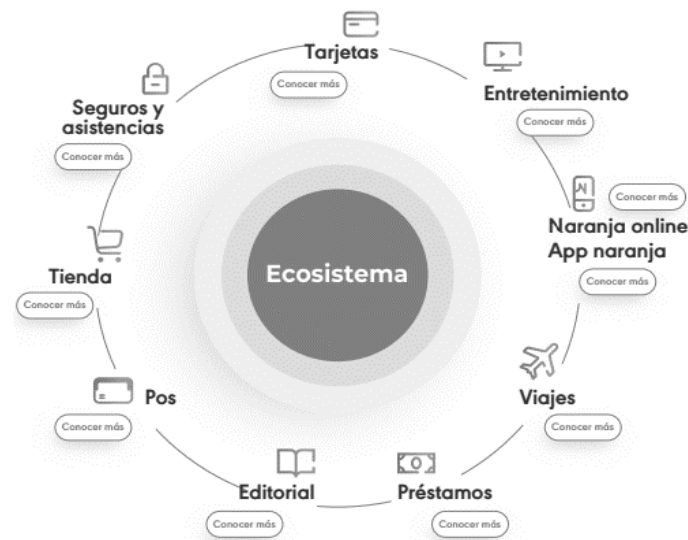 Tarjetas
Conocer más
Entretenimiento
Conocer más
Conocer más
Naranja online
App naranja
Conocer más
Viajes
Conocer más
Préstamos
Conocer más
Editorial
Conocer más
Pos
Conocer más
Tienda
Conocer más
Seguros y
asistencias
Conocer más
Ecosistema